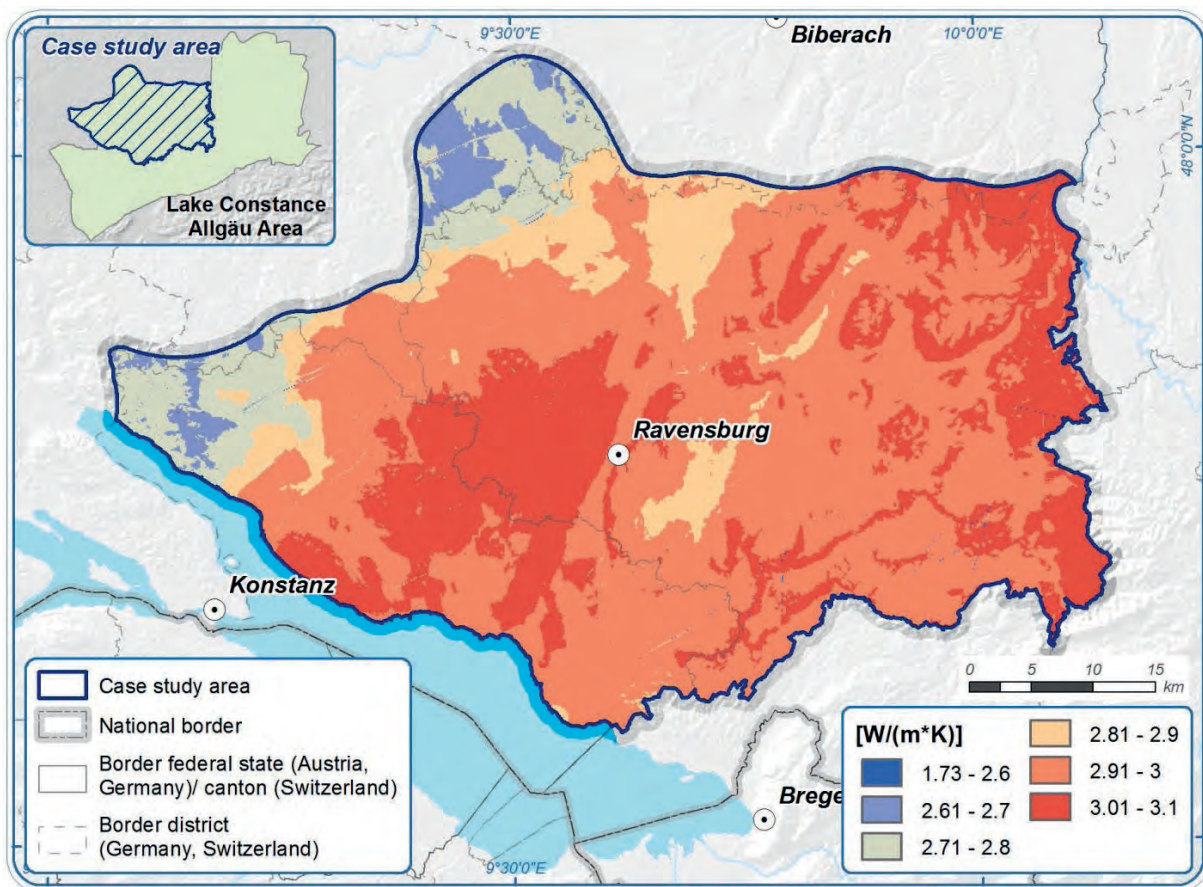 Case study area
Lake Constance
Allgäu Area
9°30'0"E
Biberach
10°0'0"E
48°0'0"N
Ravensburg
Konstanz
0 5 10 15
km
Case study area
National border
Border federal state (Austria,
Germany)/ canton (Switzerland)
Border district
(Germany, Switzerland)
9°30'0"E
Brege
[W/(m*K)]
1.73 - 2.6
2.61 - 2.7
2.71 - 2.8
2.81 - 2.9
2.91 - 3
3.01 - 3.1